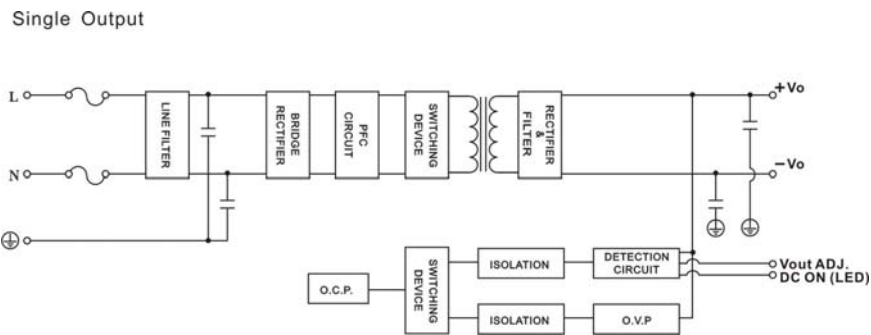 Single Output
L
N
LINE FILTER
BRIDGE
RECTIFIER
PFC
CIRCUIT
SWITCHING
DEVICE
RECTIFIER
&
FILTER
+Vo
−Vo
O.C.P.
SWITCHING
DEVICE
ISOLATION
DETECTION
CIRCUIT
Vout ADJ.
DC ON (LED)
ISOLATION
O.V.P